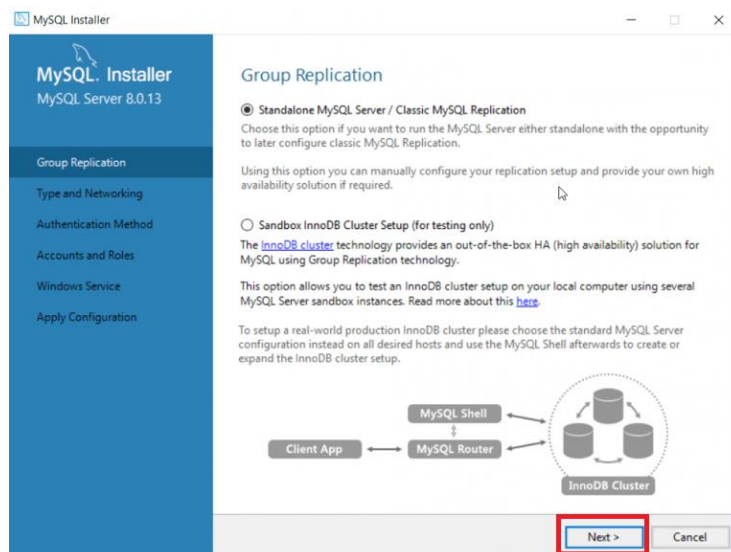 MySQL Installer
MySQL. Installer
MySQL Server 8.0.13
Group Replication
Type and Networking
Authentication Method
Accounts and Roles
Windows Service
Apply Configuration
Group Replication
Standalone MySQL Server / Classic MySQL Replication
Choose this option if you want to run the MySQL Server either standalone with the opportunity
to later configure classic MySQL Replication.
Using this option you can manually configure your replication setup and provide your own high
availability solution if required.
Sandbox InnoDB Cluster Setup (for testing only)
The InnoDB cluster technology provides an out-of-the-box HA (high availability) solution for
MySQL using Group Replication technology.
This option allows you to test an InnoDB cluster setup on your local computer using several
MySQL Server sandbox instances. Read more about this here.
To setup a real-world production InnoDB cluster please choose the standard MySQL Server
configuration instead on all desired hosts and use the MySQL Shell afterwards to create or
expand the InnoDB cluster setup.
MySQL Shell
Client App
MySQL Router
InnoDB Cluster
Next >
Cancel